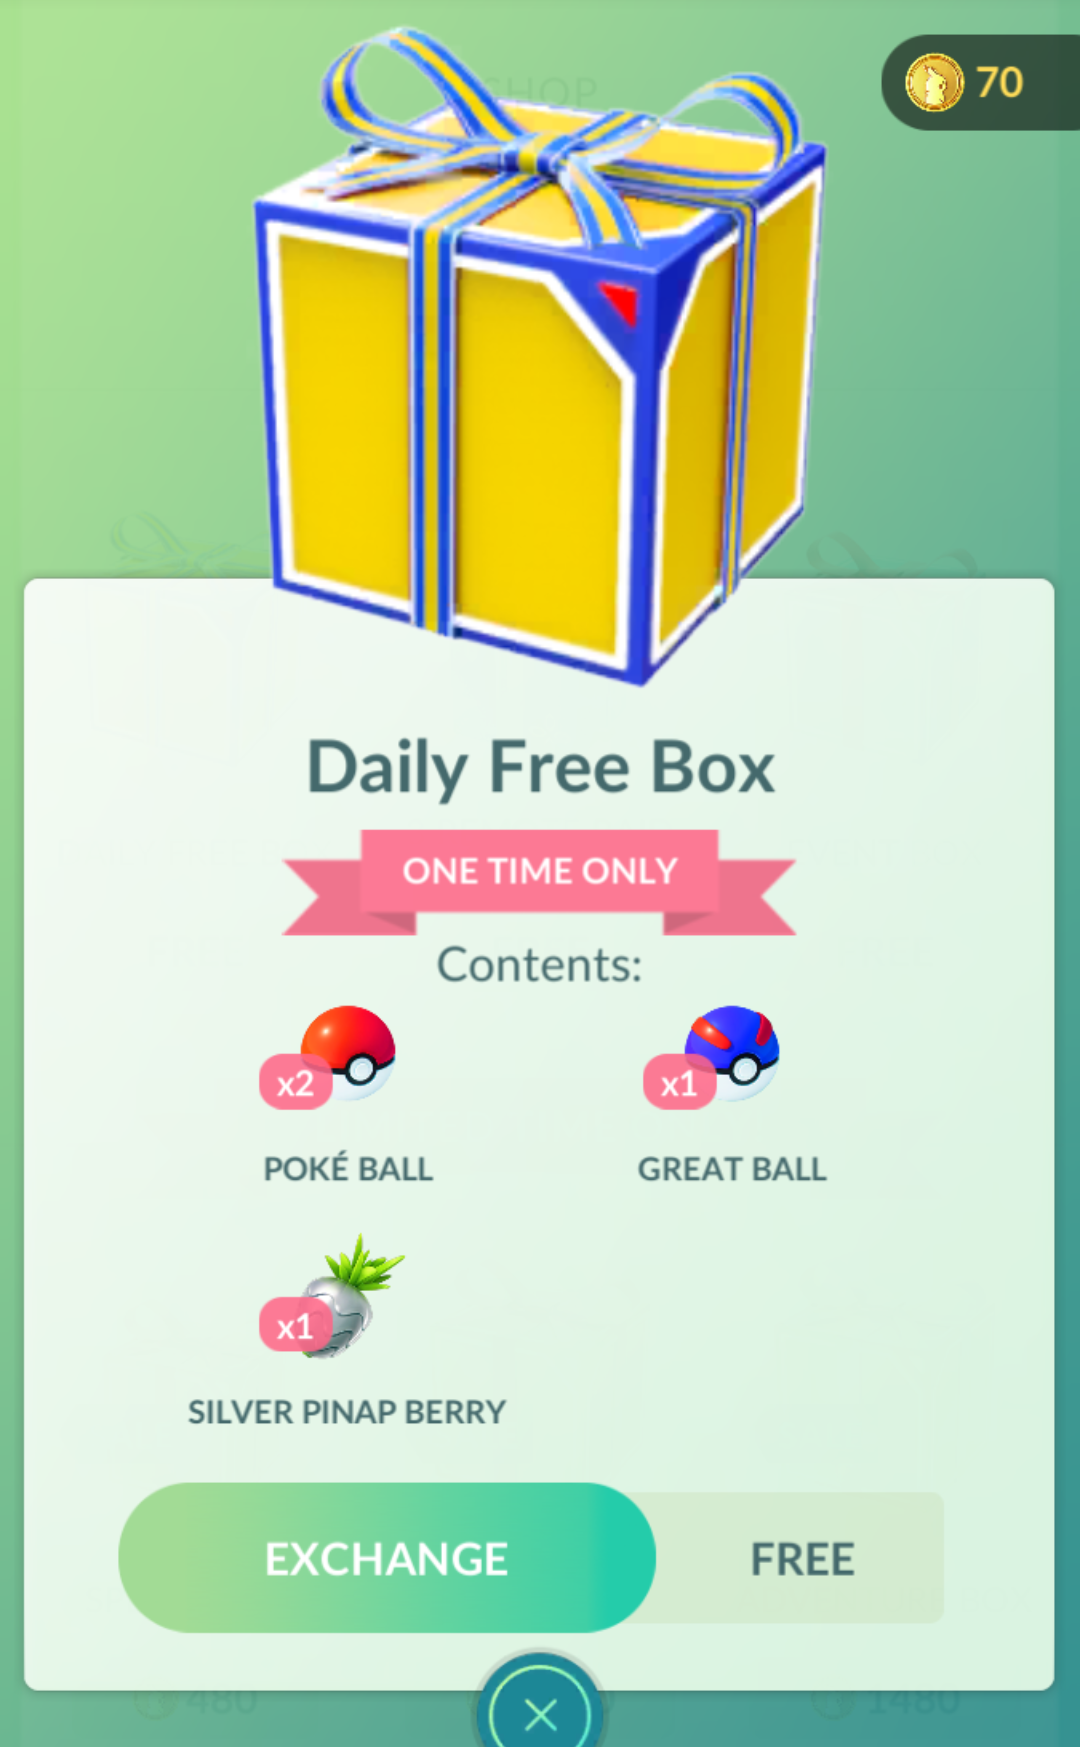 SHOP
70
Daily Free Box
ONE TIME ONLY
Contents:
x2
x1
POKÉ BALL
GREAT BALL
x1
SILVER PINAP BERRY
EXCHANGE
FREE
480
1480